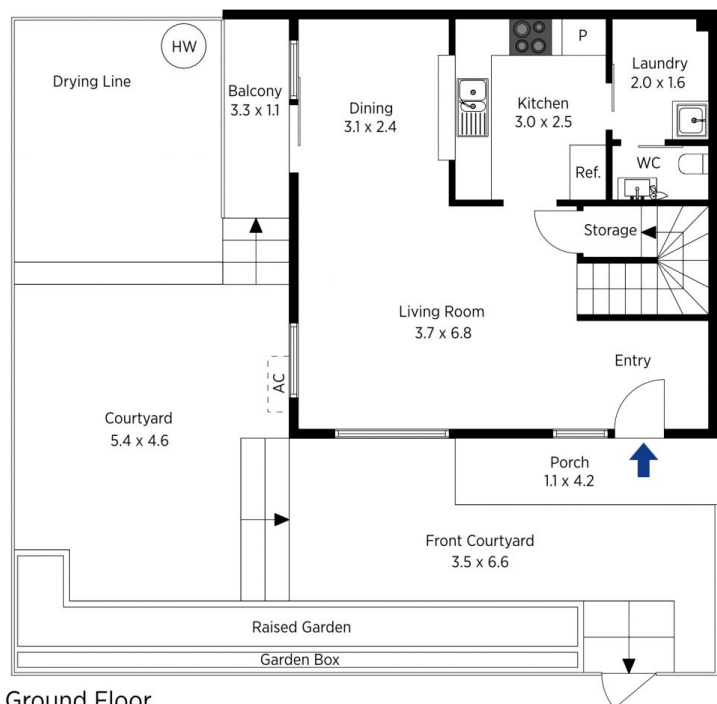 HW
Drying Line
Balcony
3.3 x 1.1
Dining
3.1 x 2.4
P
Kitchen
3.0 x 2.5
Laundry
2.0 x 1.6
WC
Ref.
Storage
Living Room
3.7 x 6.8
Entry
AC
Courtyard
5.4 x 4.6
Porch
1.1 x 4.2
Front Courtyard
3.5 x 6.6
Raised Garden
Garden Box
Ground Floor